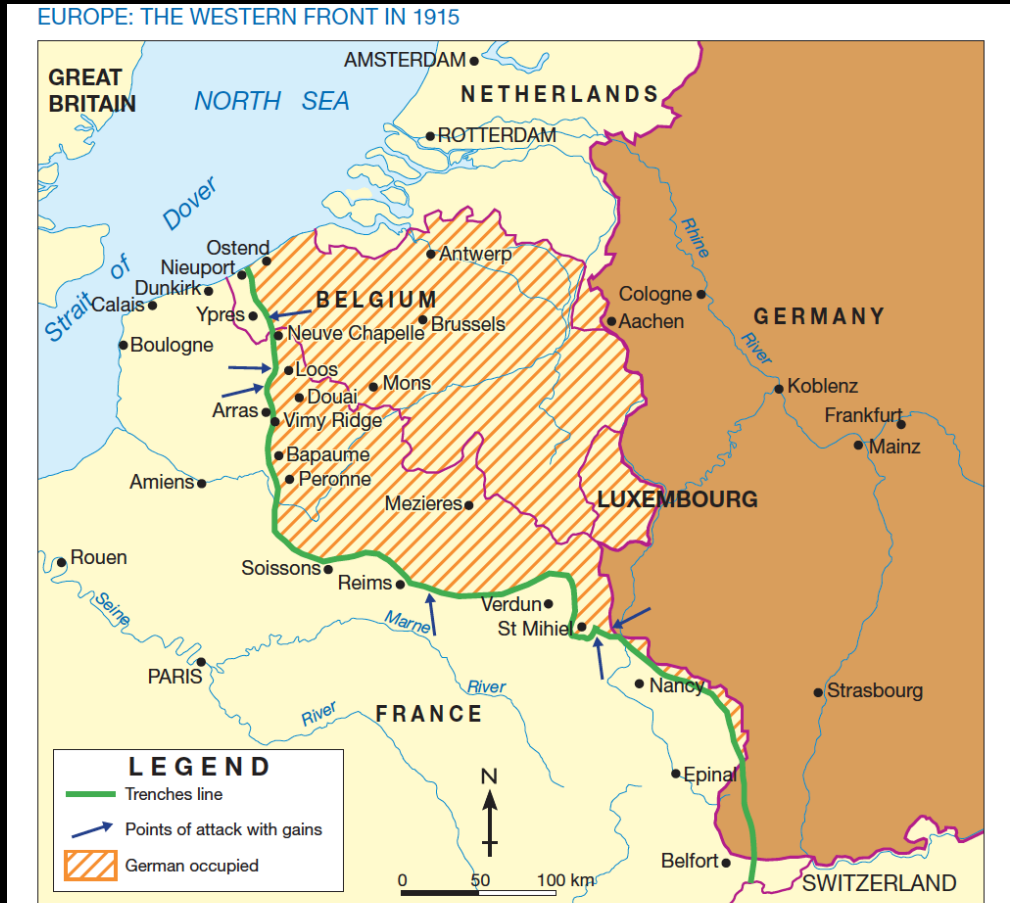 EUROPE: THE WESTERN FRONT IN 1915
AMSTERDAM
GREAT
BRITAIN
NORTH SEA
NETHERLANDS
ROTTERDAM
Strait of Dover
Rhine
River
Ostend
Antwerp
Nieuport
Dunkirk
Calais
BELGIUM
Cologne
Ypres
Brussels
Aachen
GERMANY
Neuve Chapelle
Boulogne
Loos
Mons
Koblenz
Douai
Arras
Vimy Ridge
Frankfurt
Mainz
Bapaume
Amiens
Peronne
Mezieres
LUXEMBOURG
Rouen
Soissons
Reims
Seine
Verdun
Marne
River
St Mihiel
PARIS
Nancy
Strasbourg
River
FRANCE
LEGEND
Trenches line
Points of attack with gains
German occupied
N
Epinal
Belfort
0 50 100 km
SWITZERLAND